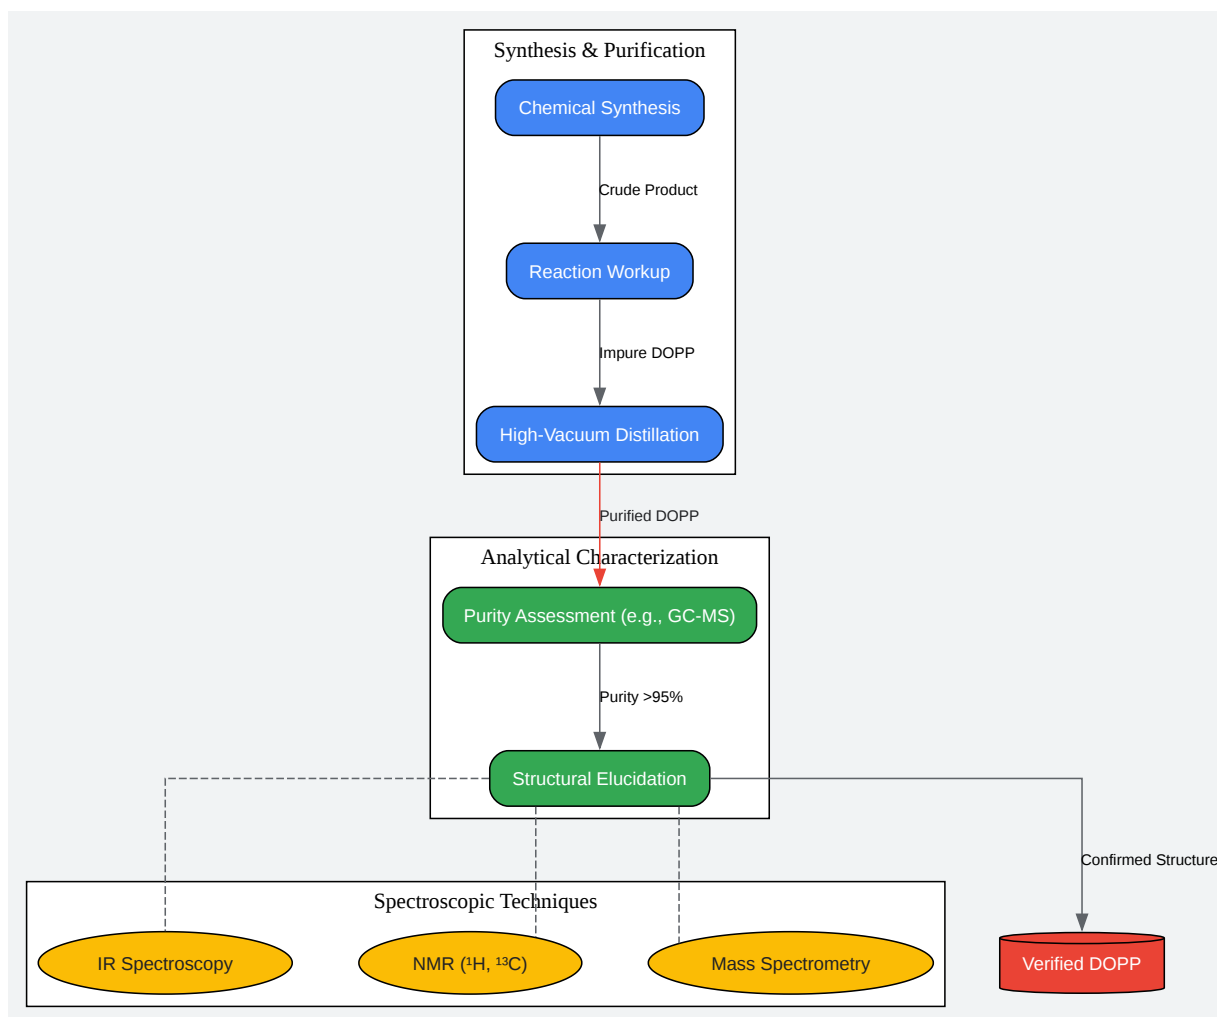 Synthesis & Purification
Chemical Synthesis
Crude Product
Reaction Workup
Impure DOPP
High-Vacuum Distillation
Purified DOPP
Analytical Characterization
Purity Assessment (e.g., GC-MS)
Purity >95%
Structural Elucidation
Confirmed Structure
Spectroscopic Techniques
IR Spectroscopy
NMR (¹H, ¹³C)
Mass Spectrometry
Verified DOPP